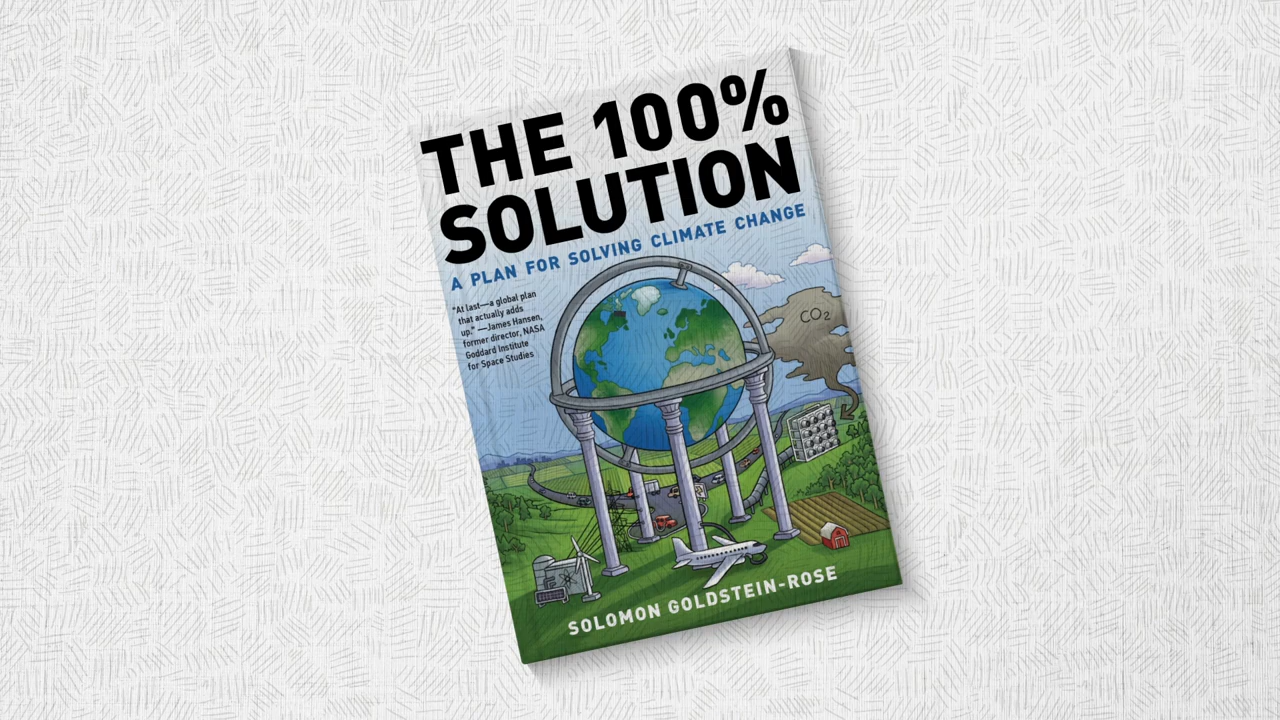 THE 100%
SOLUTION
A PLAN FOR SOLVING CLIMATE CHANGE
"At last—a global plan
that actually adds
up." —James Hansen,
former director, NASA
Goddard Institute
for Space Studies
CO2
SOLOMON GOLDSTEIN-ROSE